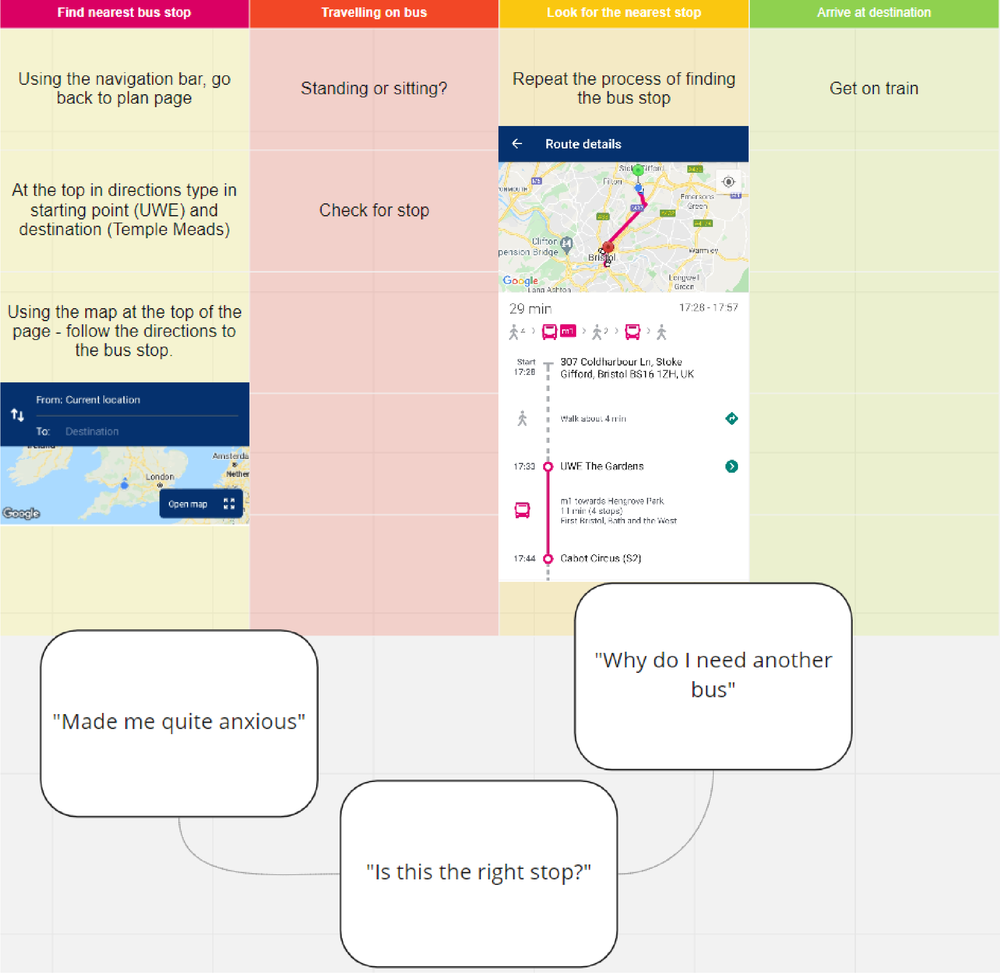 Find nearest bus stop
Travelling on bus
Look for the nearest stop
Arrive at destination
Using the navigation bar, go
back to plan page
Standing or sitting?
Repeat the process of finding
the bus stop
Get on train
At the top in directions type in
starting point (UWE) and
destination (Temple Meads)
Check for stop
Using the map at the top of the
page - follow the directions to
the bus stop.
From: Current location
To: Destination
Amsterda
London
Nether
Open map
Google
Route details
Filton
M5
Emersons
Green
M32
Clifton
pension Bridge
Warmley
Bristol
Longwell
Green
Google
Long Ashton
29 min
17:28 - 17:57
4 m1 2
Start
17:28
307 Coldharbour Ln, Stoke
Gifford, Bristol BS16 1ZH, UK
Walk about 4 min
17:33
UWE The Gardens
m1 towards Hengrove Park
11 min (4 stops)
First Bristol, Bath and the West
17:44
Cabot Circus (S2)
"Made me quite anxious"
"Why do I need another
bus"
"Is this the right stop?"